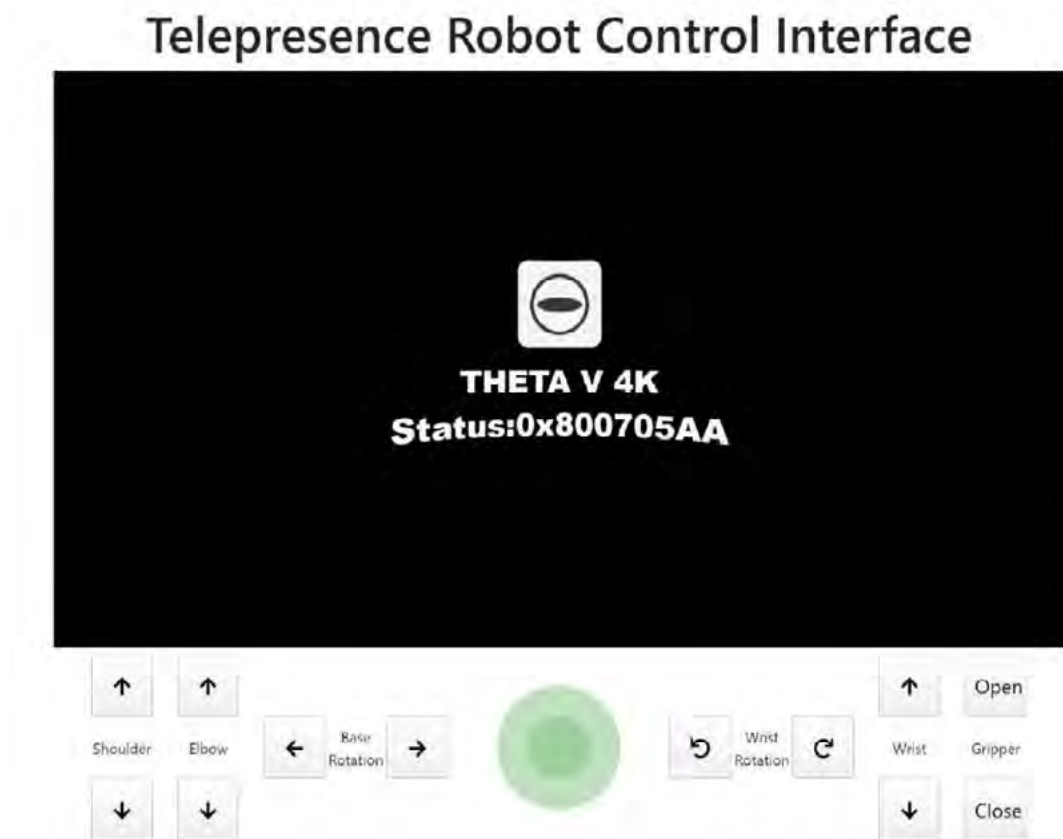 Telepresence Robot Control Interface
THETA V 4K
Status:0x800705AA
Shoulder
Elbow
Base
Rotation
Wrist
Rotation
Wrist
Open
Gripper
Close